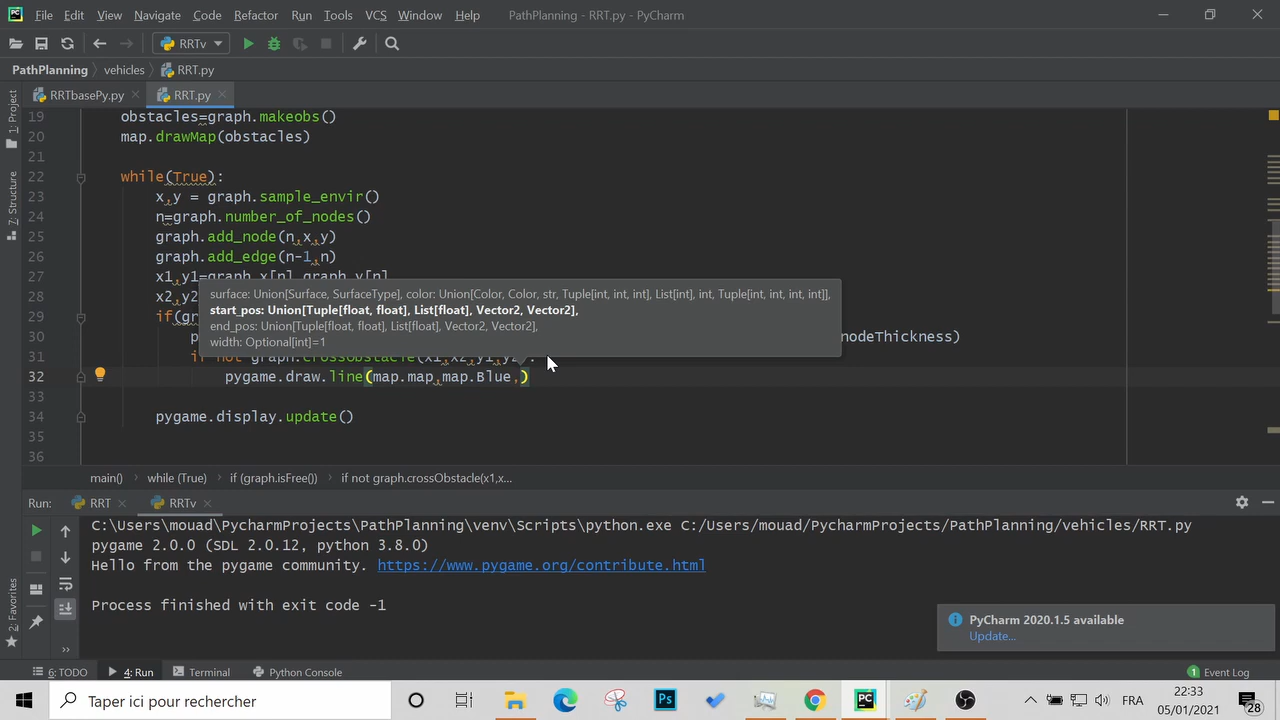 File Edit View Navigate Code Refactor Run Tools VCS Window Help PathPlanning - RRT.py - PyCharm
RRTv
PathPlanning vehicles RRT.py
RRTbasePy.py RRT.py
1: Project
7: Structure
2: Favorites
19 obstacles=graph.makeobs()
20 map.drawMap(obstacles)
21
22 while(True):
23 x,y = graph.sample_envir()
24 n=graph.number_of_nodes()
25 graph.add_node(n,x,y)
26 graph.add_edge(n-1,n)
27 x1,y1=graph.x[n],graph.y[n]
28 x2,y2
29 if(gr
30 p nodeThickness)
31 if not graph.crossObstacle(x1,x2,y1,y2):
32 pygame.draw.line(map.map,map.Blue,)
33
34 pygame.display.update()
35
36
surface: Union[Surface, SurfaceType], color: Union[Color, Color, str, Tuple[int, int, int], List[int], int, Tuple[int, int, int, int]],
start_pos: Union[Tuple[float, float], List[float], Vector2, Vector2],
end_pos: Union[Tuple[float, float], List[float], Vector2, Vector2],
width: Optional[int]=1
main() while (True) if (graph.isFree()) if not graph.crossObstacle(x1,x...
Run: RRT RRTv
C:\Users\mouad\PycharmProjects\PathPlanning\venv\Scripts\python.exe C:/Users/mouad/PycharmProjects/PathPlanning/vehicles/RRT.py
pygame 2.0.0 (SDL 2.0.12, python 3.8.0)
Hello from the pygame community. https://www.pygame.org/contribute.html
Process finished with exit code -1
PyCharm 2020.1.5 available
Update...
6: TODO 4: Run Terminal Python Console 1 Event Log
Taper ici pour rechercher Ps PC FRA 22:33
05/01/2021 28